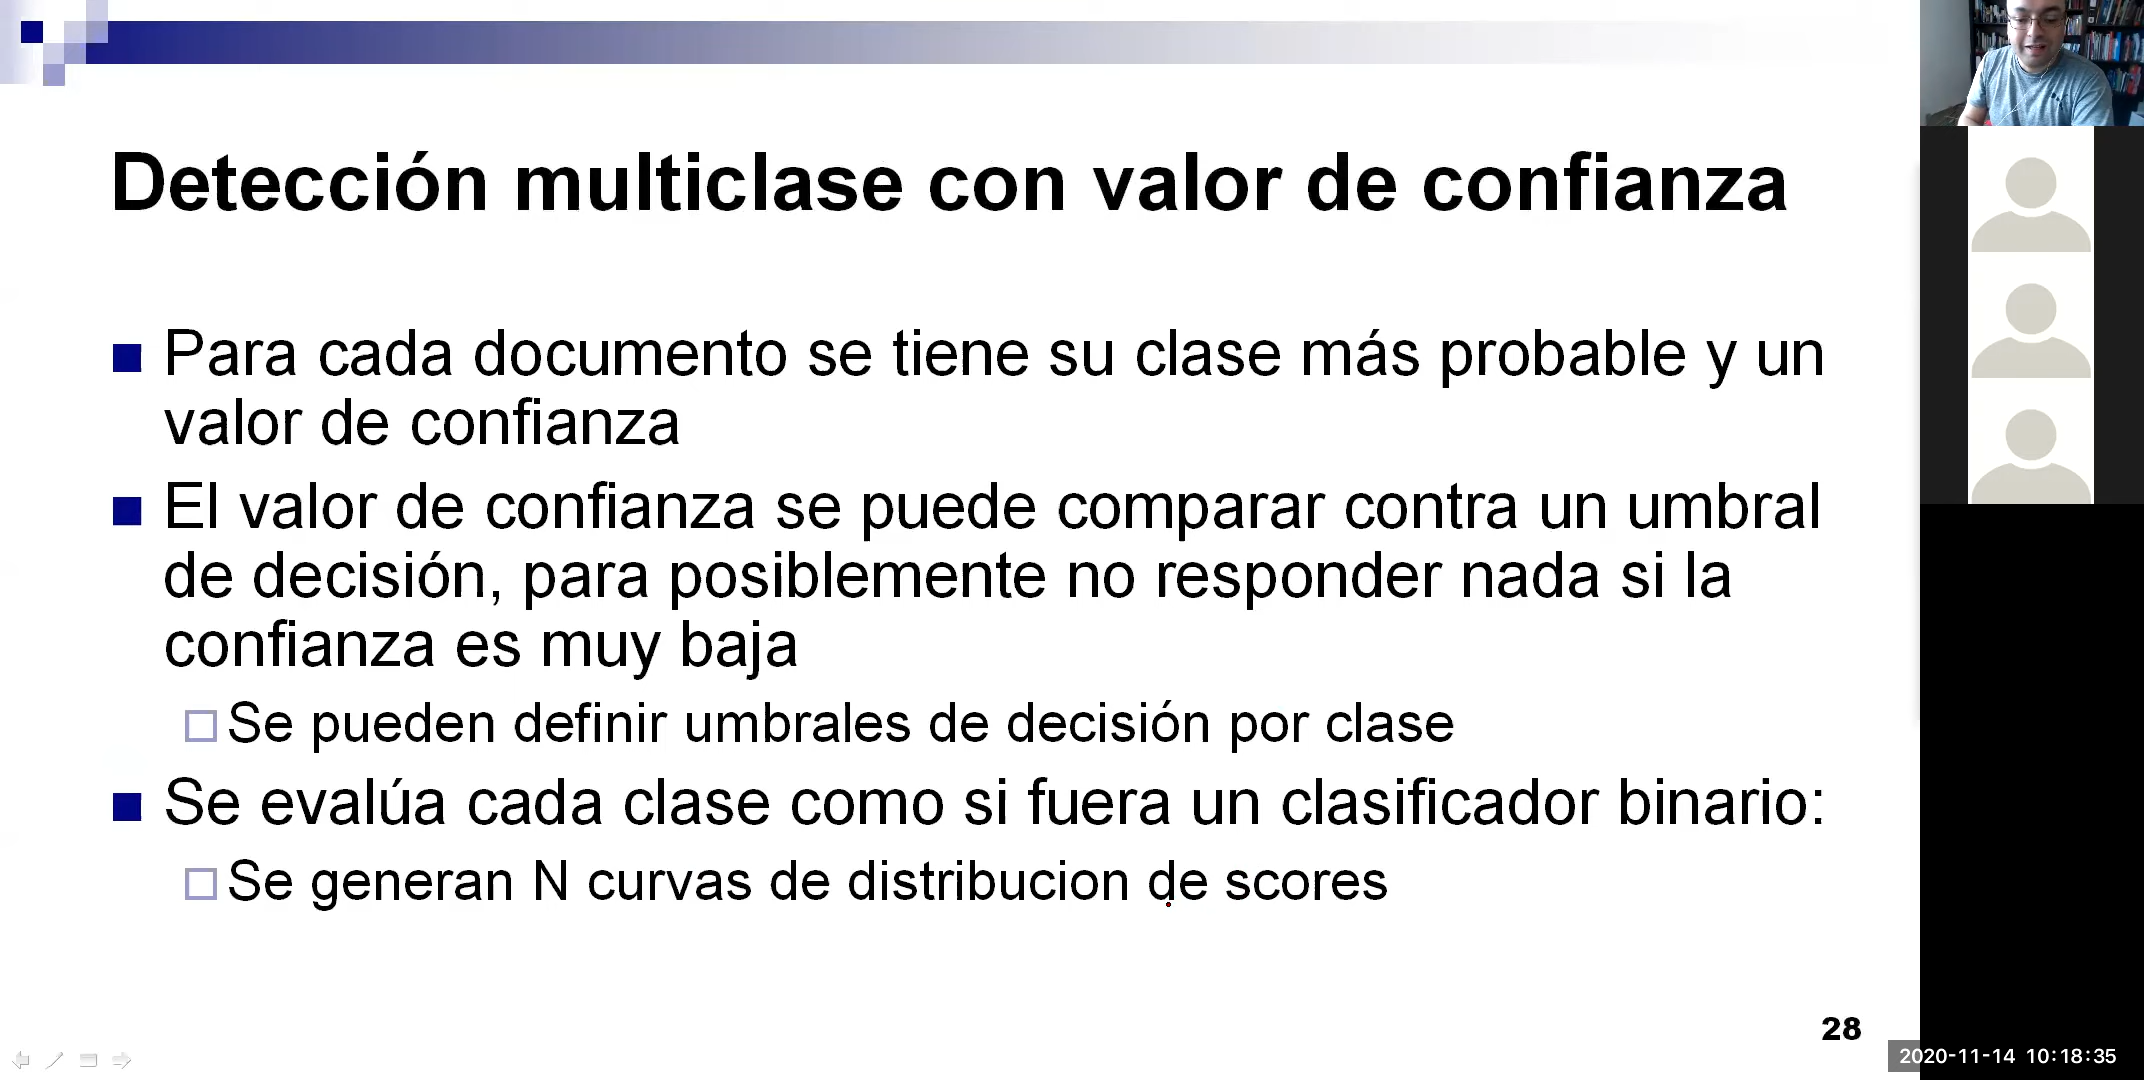 Detección multiclase con valor de confianza
Para cada documento se tiene su clase más probable y un
valor de confianza
El valor de confianza se puede comparar contra un umbral
de decisión, para posiblemente no responder nada si la
confianza es muy baja
Se pueden definir umbrales de decisión por clase
Se evalúa cada clase como si fuera un clasificador binario:
Se generan N curvas de distribucion de scores
28
2020-11-14 10:18:35